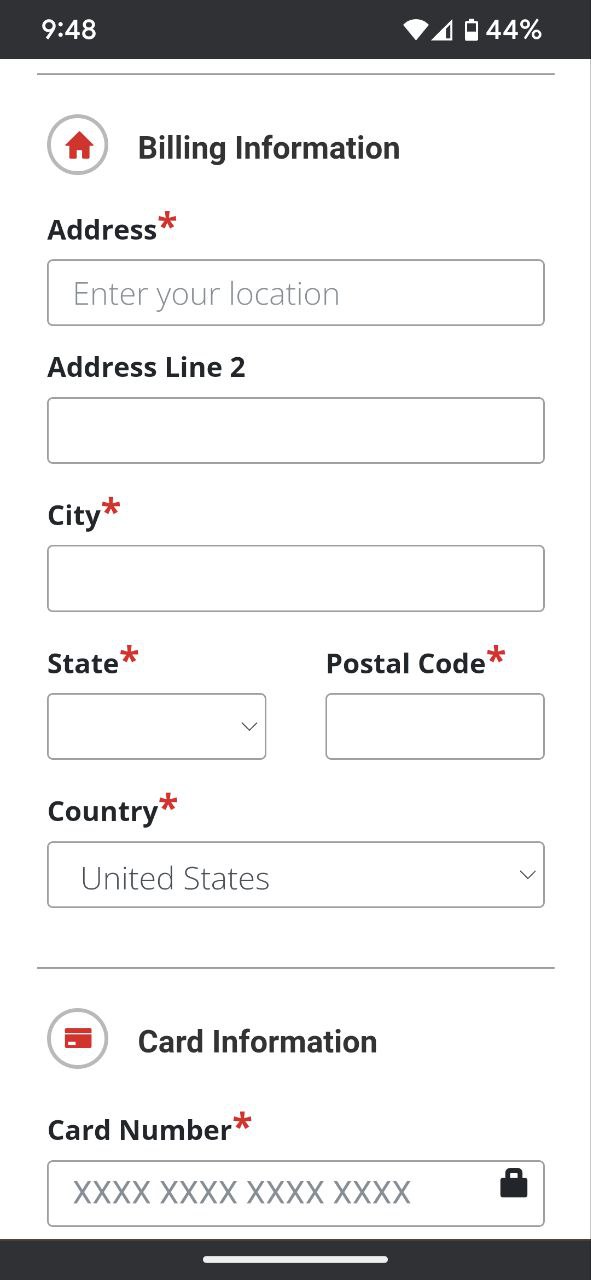 9:48 44%
Billing Information
Address*
Enter your location
Address Line 2
City*
State* Postal Code*
Country*
United States
Card Information
Card Number*
XXXX XXXX XXXX XXXX